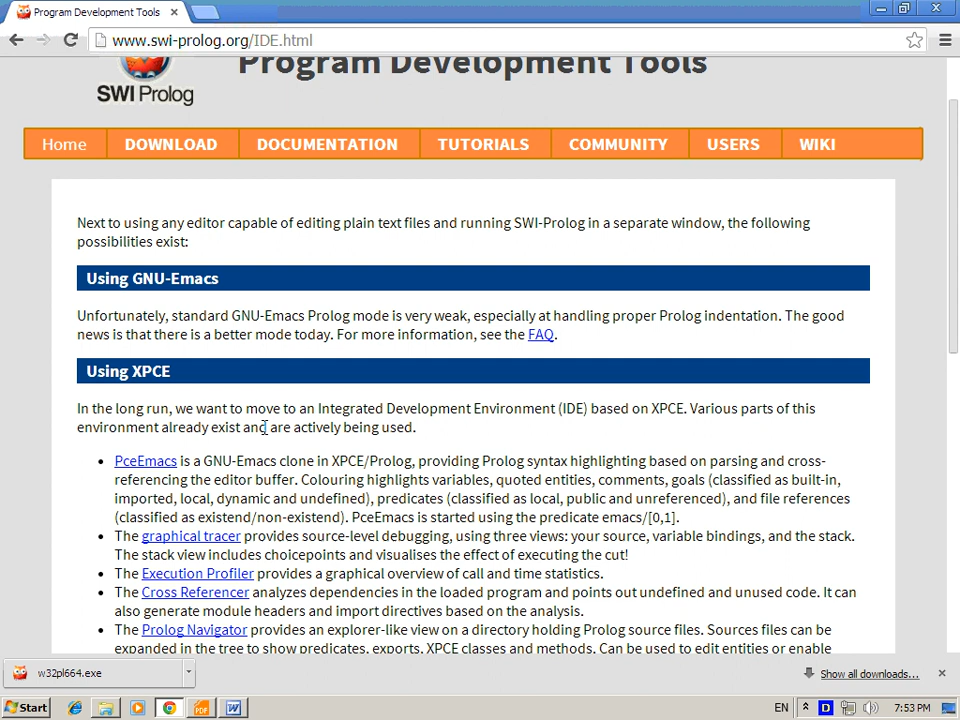 Program Development Tools
www.swi-prolog.org/IDE.html
SWI Prolog
Program Development Tools
Home DOWNLOAD DOCUMENTATION TUTORIALS COMMUNITY USERS WIKI
Next to using any editor capable of editing plain text files and running SWI-Prolog in a separate window, the following
possibilities exist:
Using GNU-Emacs
Unfortunately, standard GNU-Emacs Prolog mode is very weak, especially at handling proper Prolog indentation. The good
news is that there is a better mode today. For more information, see the FAQ.
Using XPCE
In the long run, we want to move to an Integrated Development Environment (IDE) based on XPCE. Various parts of this
environment already exist and are actively being used.
• PceEmacs is a GNU-Emacs clone in XPCE/Prolog, providing Prolog syntax highlighting based on parsing and cross-
referencing the editor buffer. Colouring highlights variables, quoted entities, comments, goals (classified as built-in,
imported, local, dynamic and undefined), predicates (classified as local, public and unreferenced), and file references
(classified as existend/non-existend). PceEmacs is started using the predicate emacs/[0,1].
• The graphical tracer provides source-level debugging, using three views: your source, variable bindings, and the stack.
The stack view includes choicepoints and visualises the effect of executing the cut!
• The Execution Profiler provides a graphical overview of call and time statistics.
• The Cross Referencer analyzes dependencies in the loaded program and points out undefined and unused code. It can
also generate module headers and import directives based on the analysis.
• The Prolog Navigator provides an explorer-like view on a directory holding Prolog source files. Sources files can be
expanded in the tree to show predicates, exports, XPCE classes and methods. Can be used to edit entities or enable
w32pl664.exe
Show all downloads...
Start
PDF
W
EN
D
7:53 PM